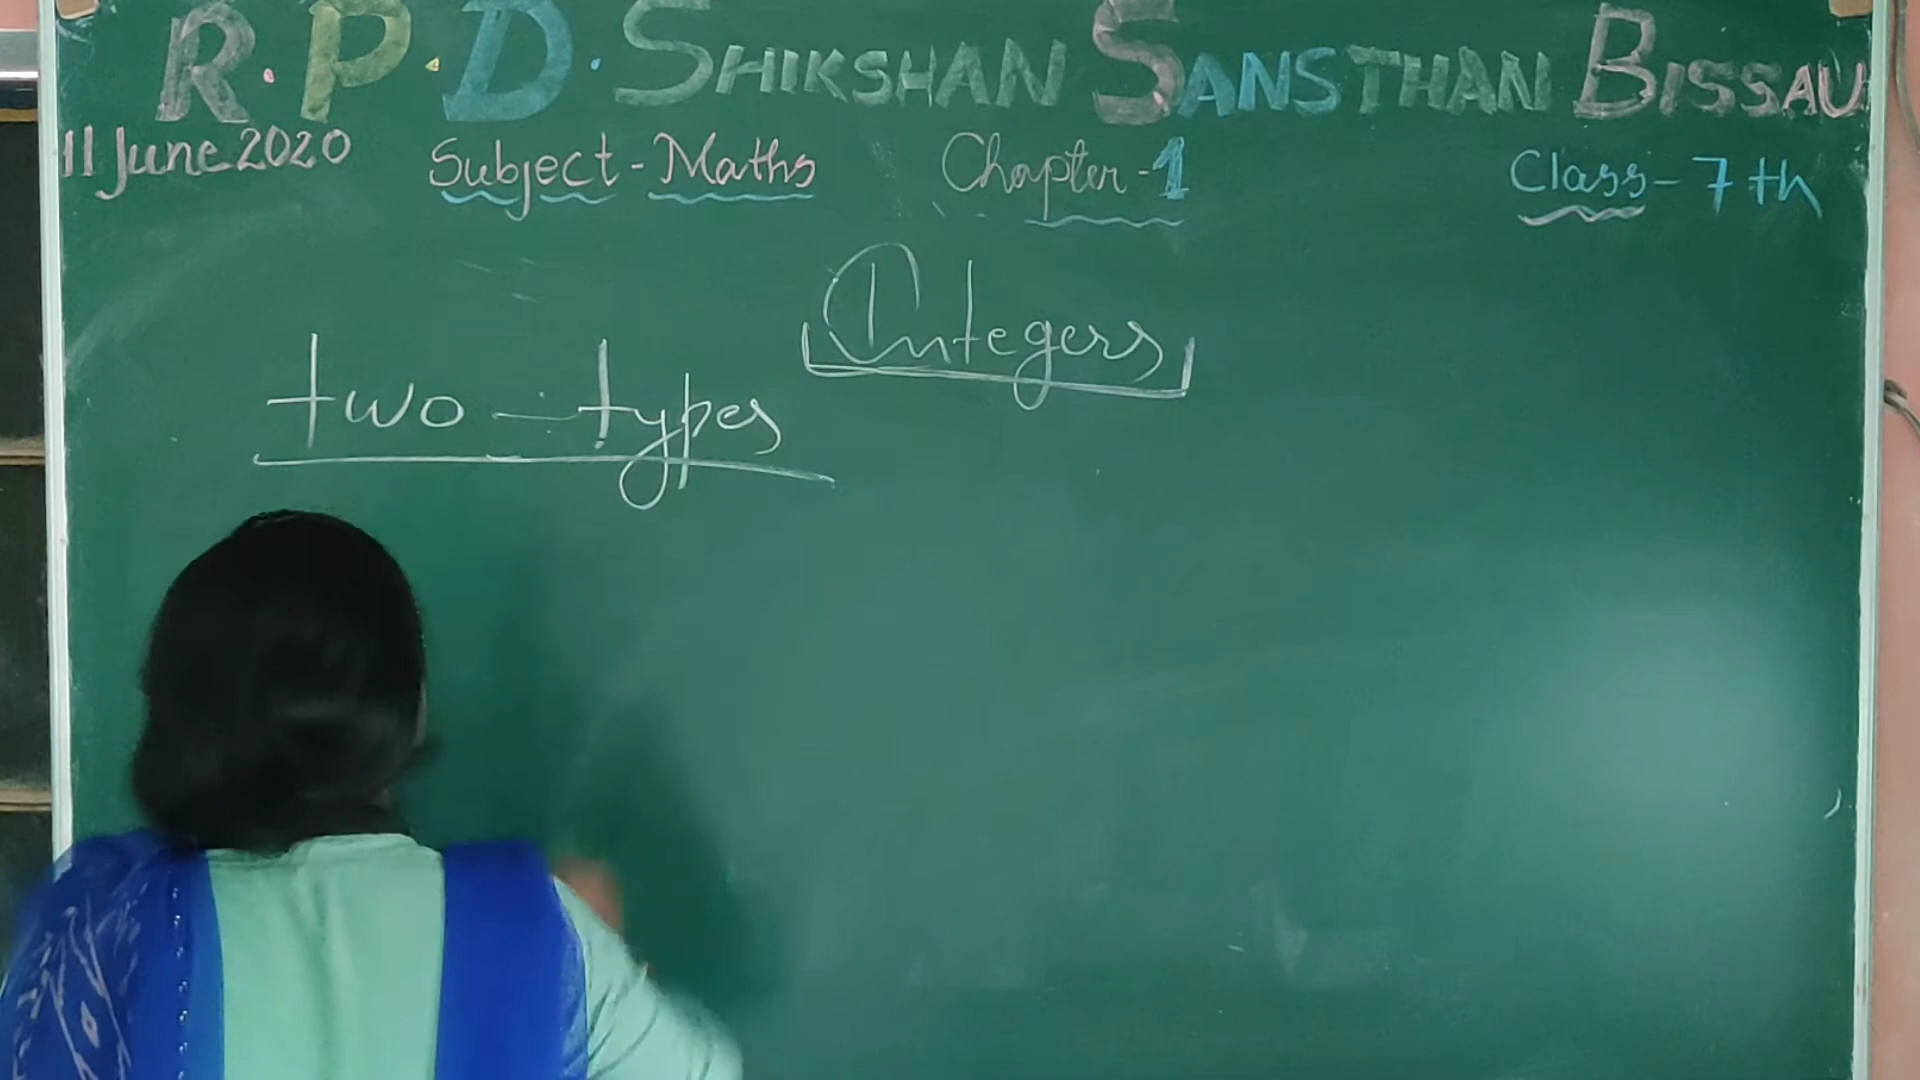 R.P.D. SHIKSHAN SANSTHAN BISSAU
11 June 2020 Subject - Maths Chapter - 1 Class - 7th
Integers
two - types